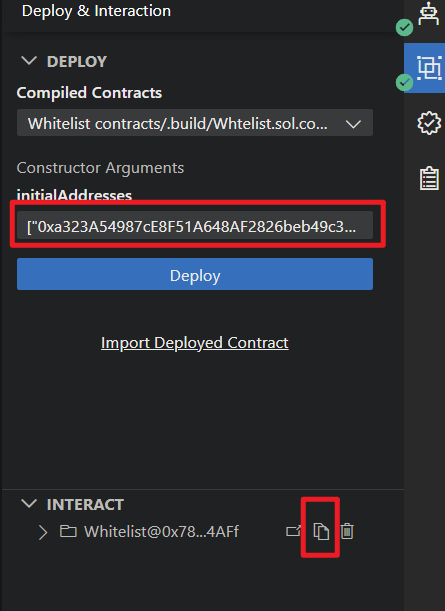 Deploy & Interaction
DEPLOY
Compiled Contracts
Whitelist contracts/.build/Whtelist.sol.co...
Constructor Arguments
initialAddresses
["0xa323A54987cE8F51A648AF2826beb49c3...
Deploy
Import Deployed Contract
INTERACT
Whitelist@0x78...4AFf